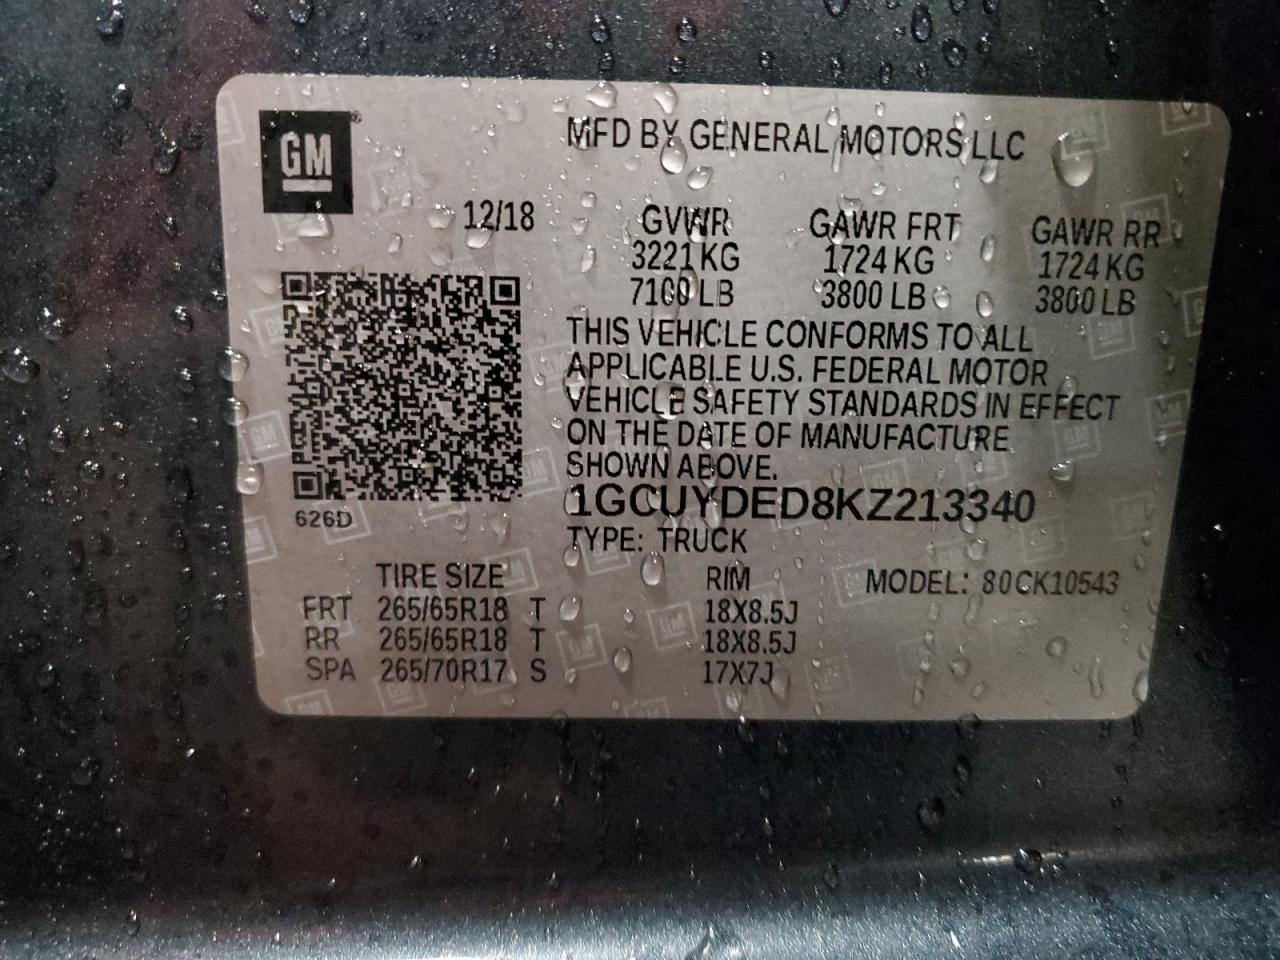 GM
MFD BY GENERAL MOTORS LLC
12/18 GVWR GAWR FRT GAWR RR
3221 KG 1724 KG 1724 KG
7100 LB 3800 LB 3800 LB
THIS VEHICLE CONFORMS TO ALL
APPLICABLE U.S. FEDERAL MOTOR
VEHICLE SAFETY STANDARDS IN EFFECT
ON THE DATE OF MANUFACTURE
SHOWN ABOVE.
1GCUYDED8KZ213340
626D
TYPE: TRUCK
TIRE SIZE RIM MODEL: 80CK10543
FRT 265/65R18 T 18X8.5J
RR 265/65R18 T 18X8.5J
SPA 265/70R17 S 17X7J